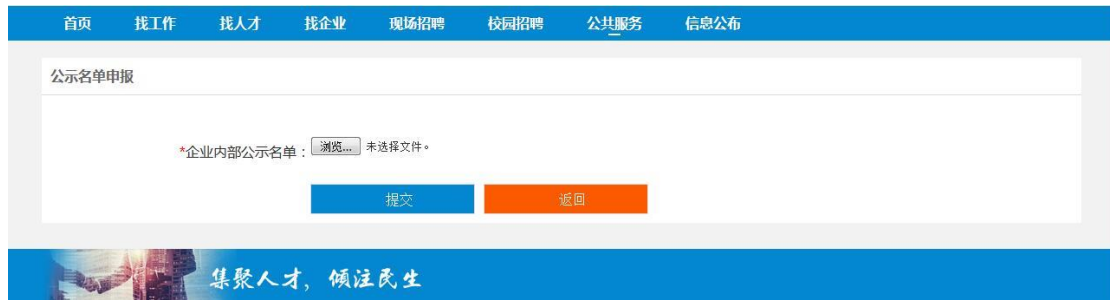 首页 找工作 找人才 找企业 现场招聘 校园招聘 公共服务 信息公布
公示名单申报
*企业内部公示名单： 浏览... 未选择文件。
提交 返回
集聚人才，倾注民生